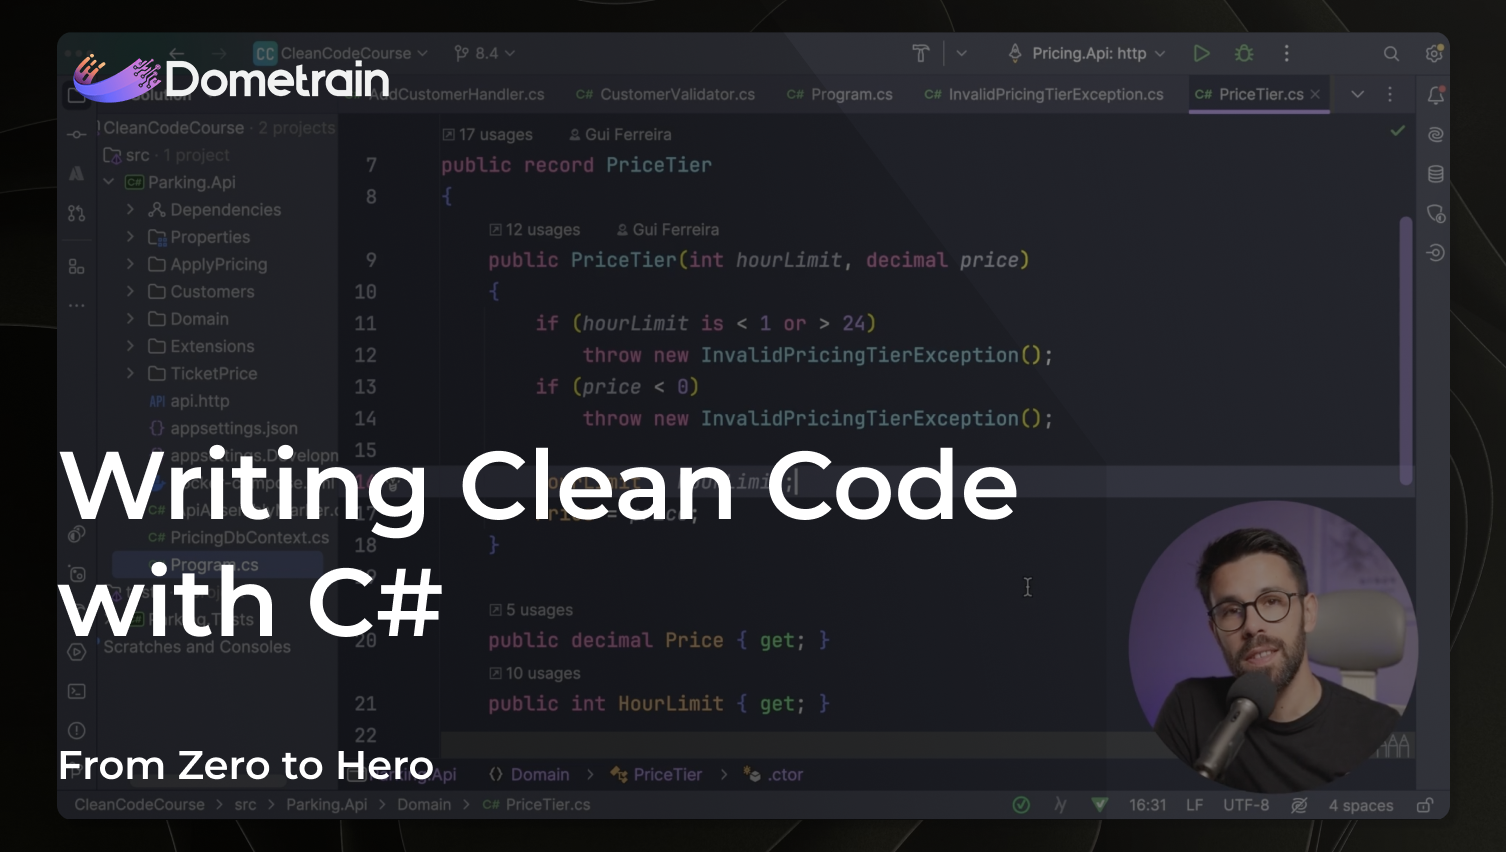 CC CleanCodeCourse
8.4
Pricing.Api: http
Dometrain
AddCustomerHandler.cs
C# CustomerValidator.cs
C# Program.cs
C# InvalidPricingTierException.cs
C# PriceTier.cs
CleanCodeCourse · 2 projects
src · 1 project
C# Parking.Api
Dependencies
Properties
ApplyPricing
Customers
Domain
Extensions
TicketPrice
API api.http
{} appsettings.json
C# PricingDbContext.cs
Program.cs
Scratches and Consoles
17 usages Gui Ferreira
7 public record PriceTier
8 {
12 usages Gui Ferreira
9 public PriceTier(int hourLimit, decimal price)
10 {
11 if (hourLimit is < 1 or > 24)
12 throw new InvalidPricingTierException();
13 if (price < 0)
14 throw new InvalidPricingTierException();
15
18 }
5 usages
20 public decimal Price { get; }
10 usages
21 public int HourLimit { get; }
22
Writing Clean Code
with C#
From Zero to Hero
Domain > PriceTier > .ctor
CleanCodeCourse > src > Parking.Api > Domain > C# PriceTier.cs
16:31 LF UTF-8 4 spaces